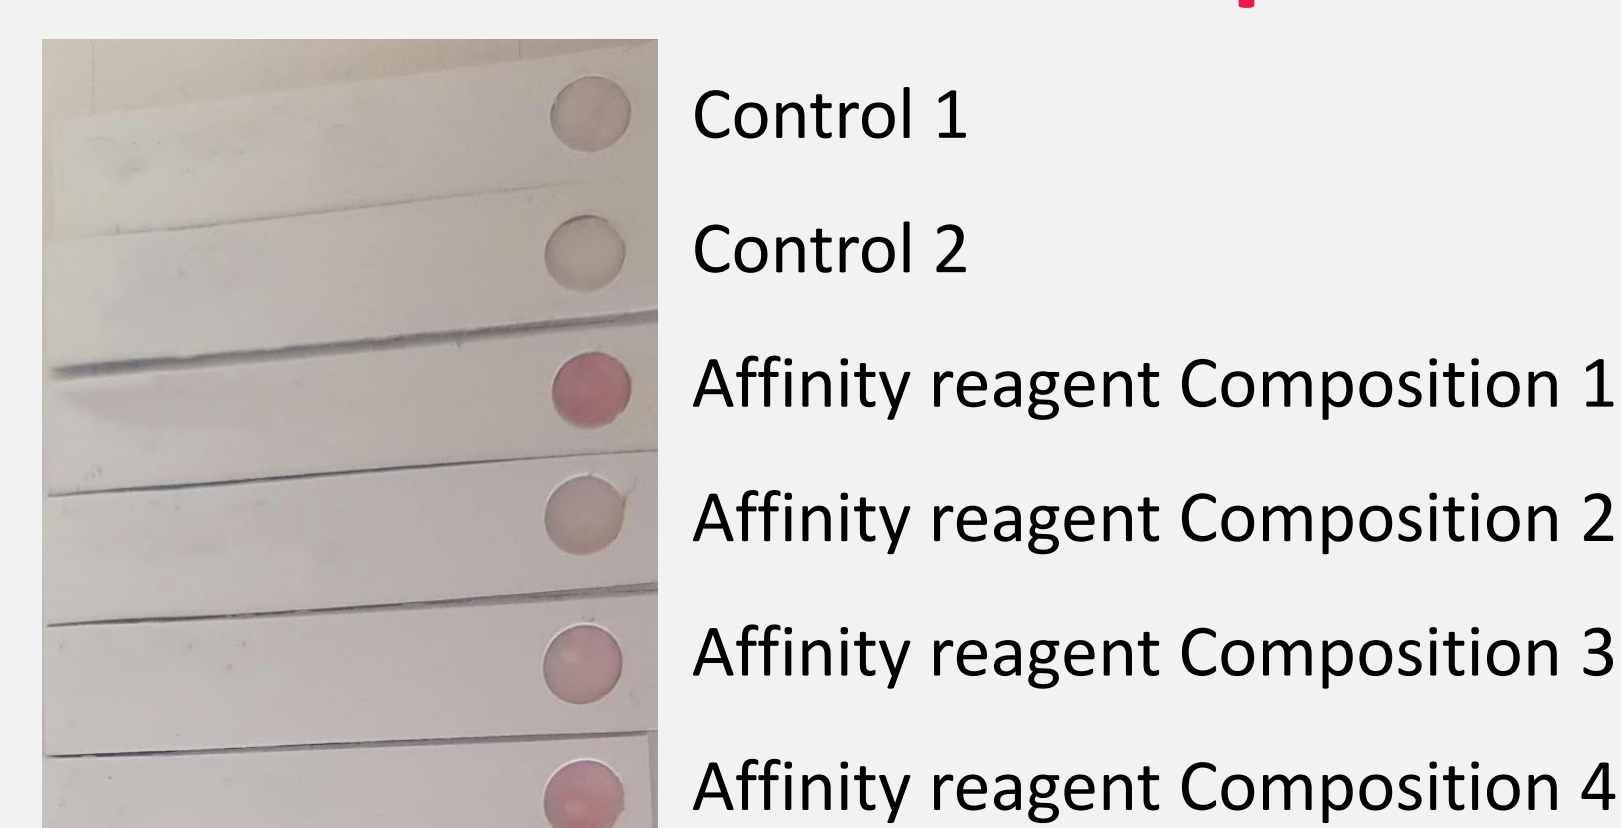 Control 1
Control 2
Affinity reagent Composition 1
Affinity reagent Composition 2
Affinity reagent Composition 3
Affinity reagent Composition 4